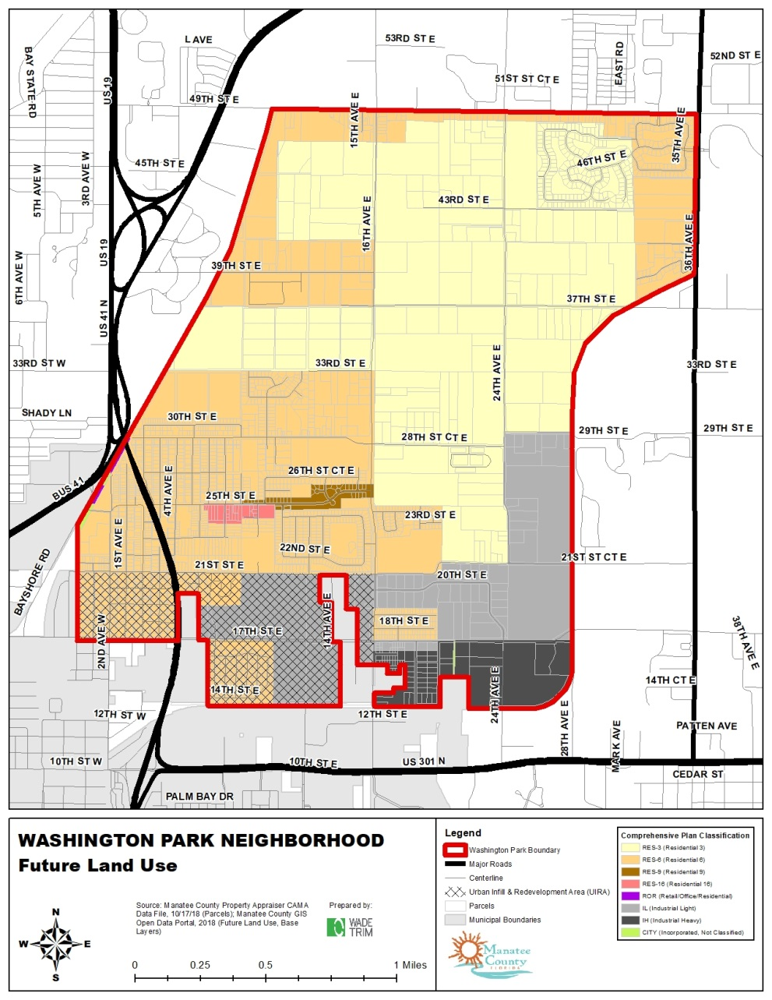 53RD ST E
L AVE
52ND ST E
EAST RD
BAY STATE RD
51ST ST CT E
US 19
49TH ST E
15TH AVE E
35TH AVE E
45TH ST E
46TH ST E
3RD AVE W
5TH AVE W
43RD ST E
16TH AVE E
36TH AVE E
US 19
6TH AVE W
39TH ST E
37TH ST E
US 41 N
33RD ST W
33RD ST E
33RD ST E
24TH AVE E
SHADY LN
30TH ST E
29TH ST E
29TH ST E
28TH ST CT E
26TH ST CT E
4TH AVE E
BUS 41
25TH ST E
23RD ST E
1ST AVE E
22ND ST E
BAYSHORE RD
21ST ST E
21ST ST CT E
20TH ST E
14TH AVE E
18TH ST E
17TH ST E
2ND AVE W
38TH AVE E
14TH ST E
14TH CT E
24TH AVE E
12TH ST W
12TH ST E
28TH AVE E
PATTEN AVE
MARK AVE
10TH ST W
10TH ST E
US 301 N
CEDAR ST
PALM BAY DR
WASHINGTON PARK NEIGHBORHOOD
Future Land Use
N
W E
S
Source: Manatee County Property Appraiser CAMA
Data File, 10/17/18 (Parcels); Manatee County GIS
Open Data Portal, 2018 (Future Land Use, Base
Layers)
Prepared by:
WADE
TRIM
0 0.25 0.5 1 Miles
Legend
Washington Park Boundary
Major Roads
Centerline
Urban Infill & Redevelopment Area (UIRA)
Parcels
Municipal Boundaries
Manatee
County
FLORIDA
Comprehensive Plan Classification
RES-3 (Residential 3)
RES-6 (Residential 6)
RES-9 (Residential 9)
RES-16 (Residential 16)
ROR (Retail/Office/Residential)
IL (Industrial Light)
IH (Industrial Heavy)
CITY (Incorporated, Not Classified)